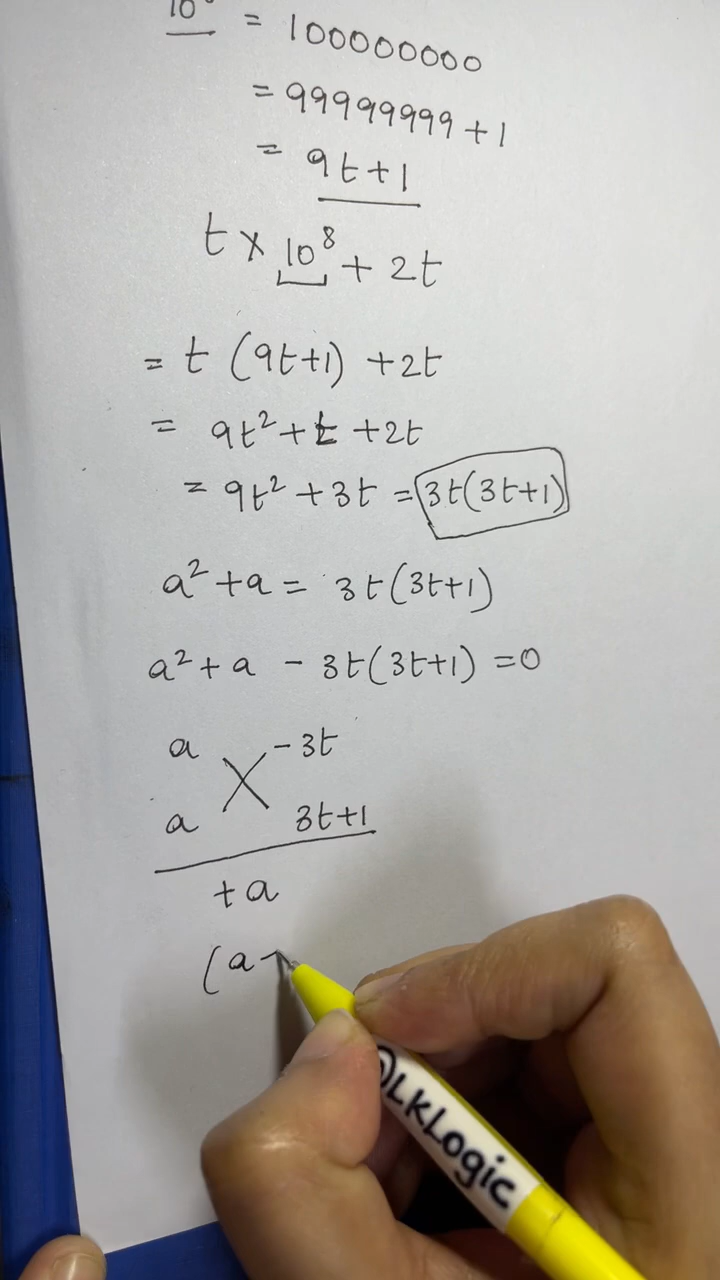 10⁸ = 100000000
= 99999999 + 1
= 9t + 1
t × 10⁸ + 2t
= t (9t+1) + 2t
= 9t² + t + 2t
= 9t² + 3t = 3t(3t+1)
a² + a = 3t(3t+1)
a² + a - 3t(3t+1) = 0
a - 3t
a 3t+1
+ a
(a -
@LKLogic